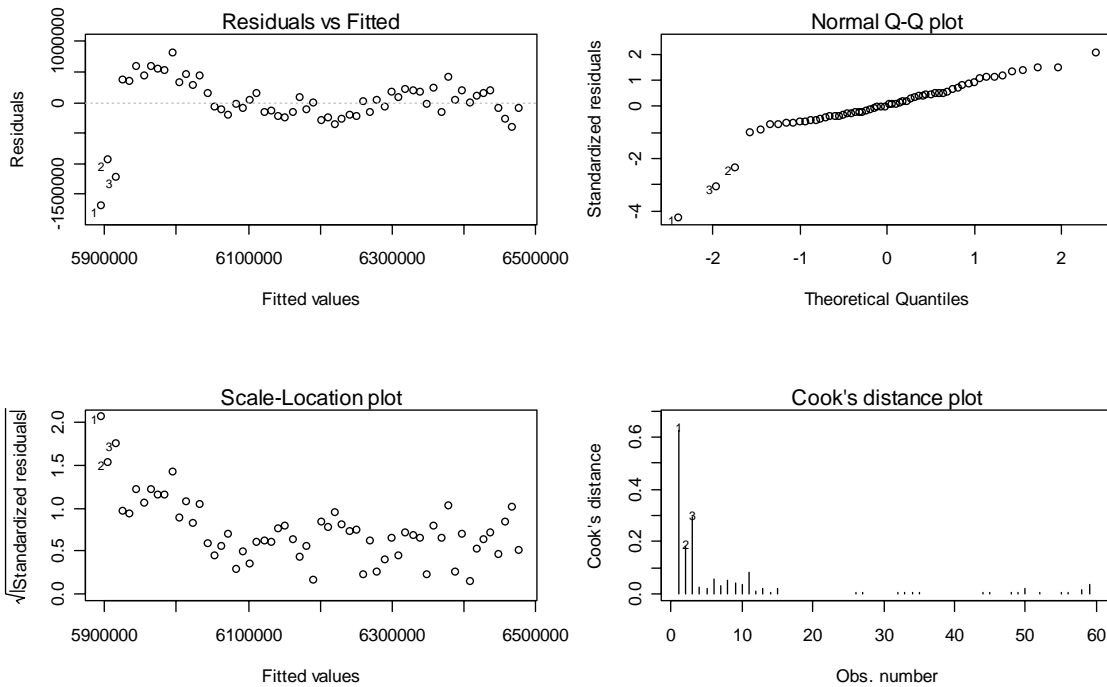 Residuals vs Fitted
Residuals
-1500000 0 1000000
2
3
1
5900000 6100000 6300000 6500000
Fitted values
Normal Q-Q plot
Standardized residuals
-4 -2 0 2
2
3
1
-2 -1 0 1 2
Theoretical Quantiles
Scale-Location plot
√|Standardized residuals|
0.0 0.5 1.0 1.5 2.0
1
3
2
5900000 6100000 6300000 6500000
Fitted values
Cook's distance plot
Cook's distance
0.0 0.2 0.4 0.6
1
3
2
0 10 20 30 40 50 60
Obs. number